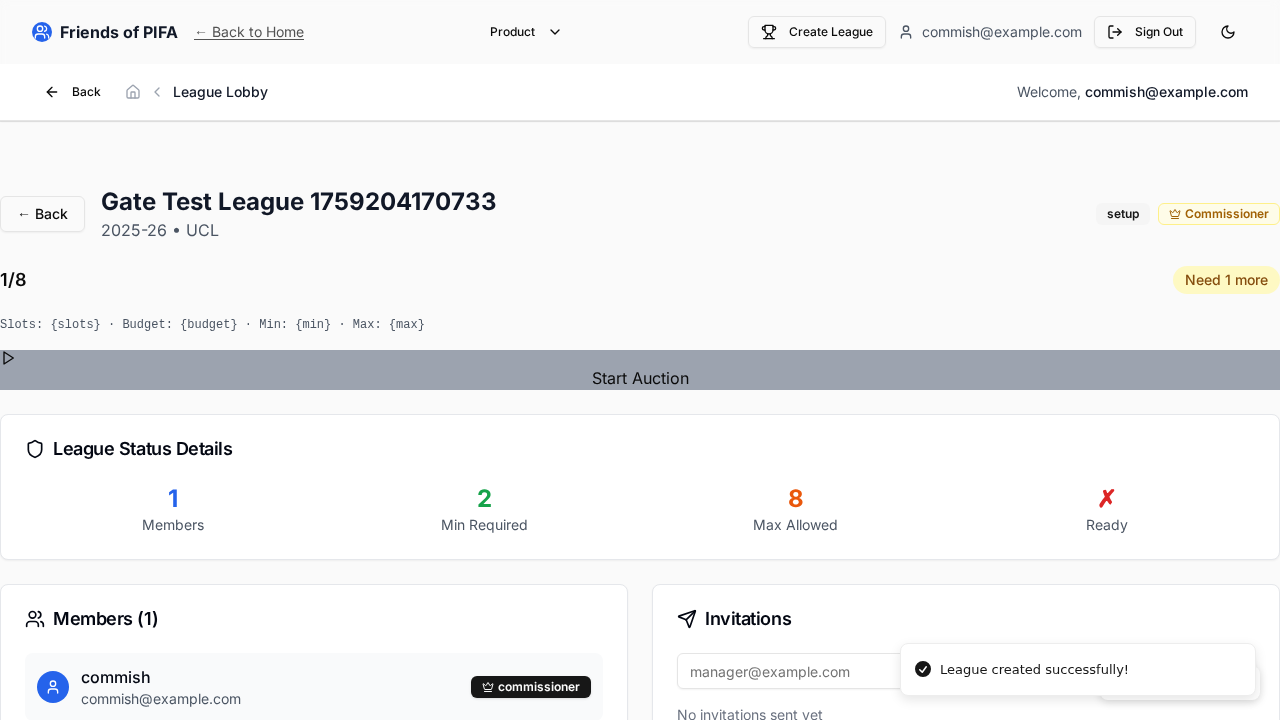 Friends of PIFA
← Back to Home
Product
Create League
commish@example.com
Sign Out
Back
League Lobby
Welcome, commish@example.com
← Back
Gate Test League 1759204170733
2025-26 • UCL
setup
Commissioner
1/8
Need 1 more
Slots: {slots} · Budget: {budget} · Min: {min} · Max: {max}
Start Auction
League Status Details
1
Members
2
Min Required
8
Max Allowed
✗
Ready
Members (1)
commish
commish@example.com
commissioner
Invitations
manager@example.com
No invitations sent yet
League created successfully!